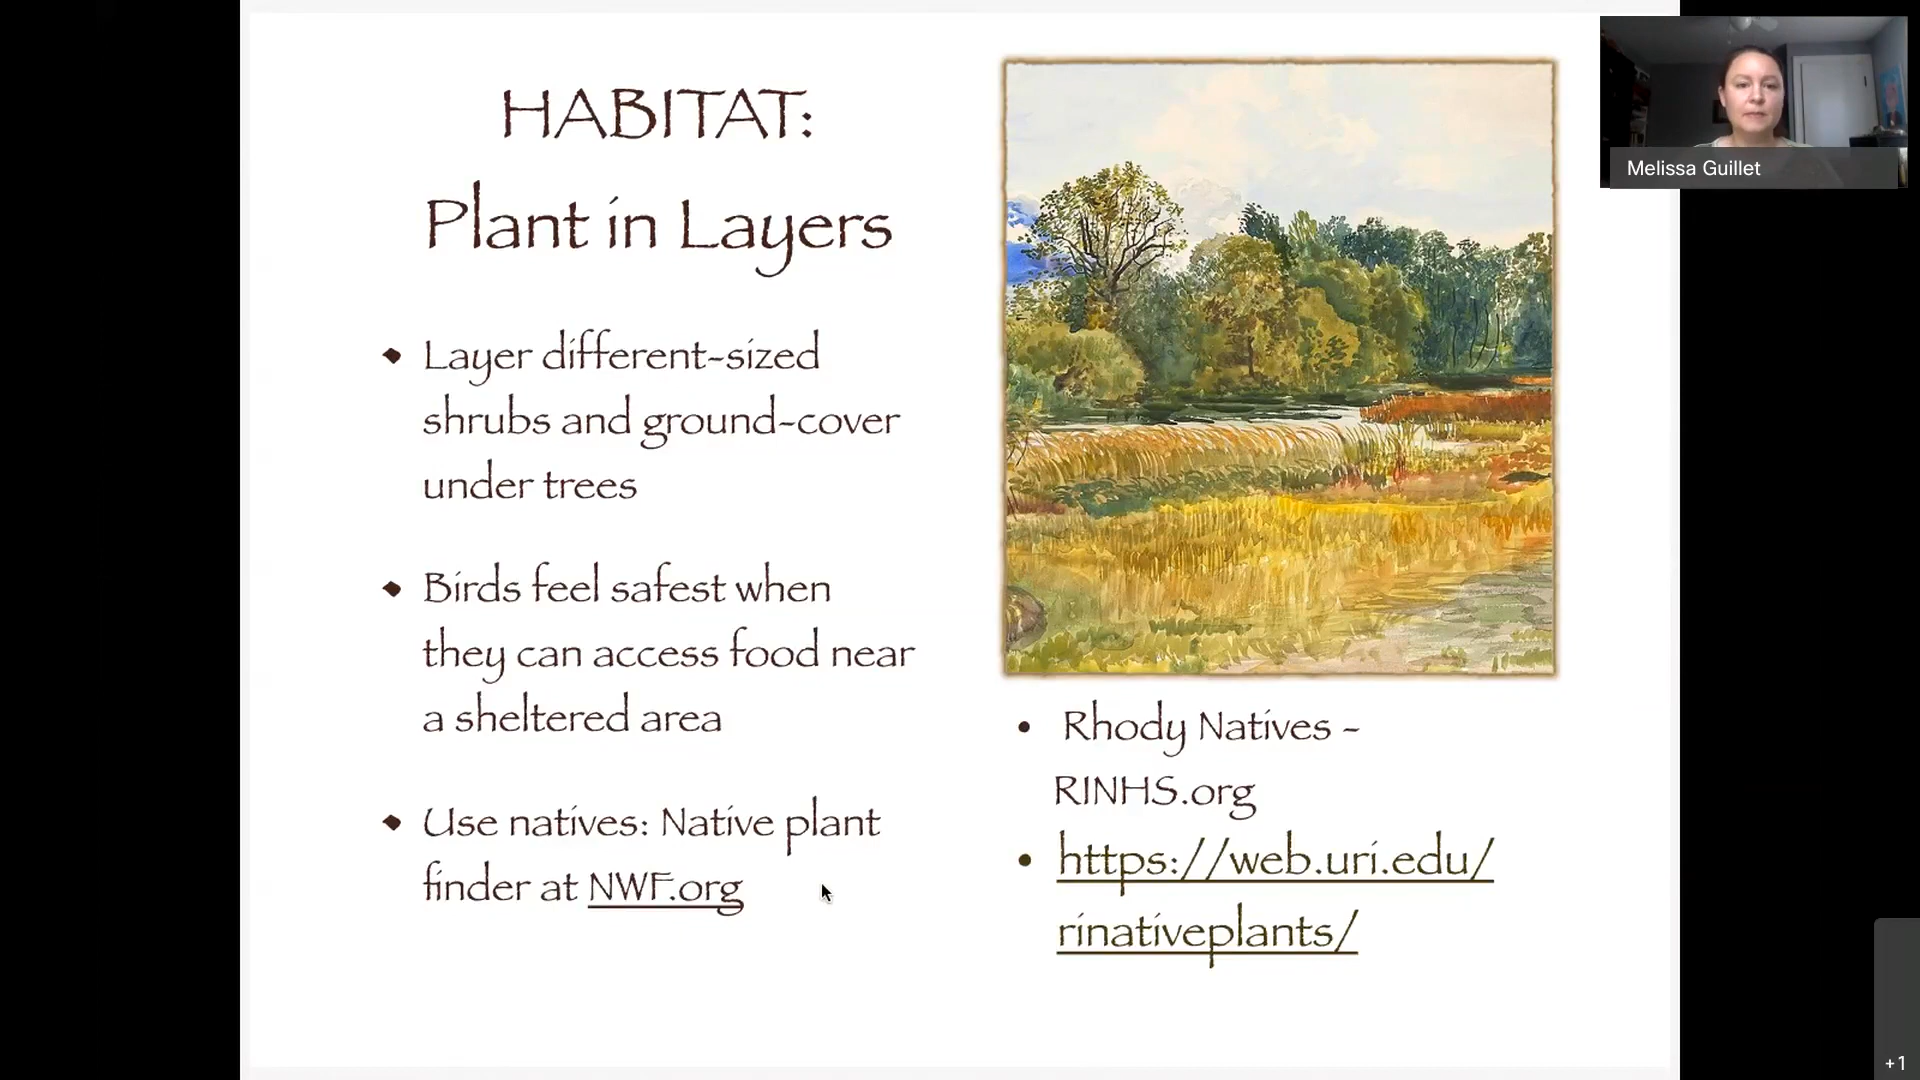 HABITAT:
Plant in Layers
Layer different-sized
shrubs and ground-cover
under trees
Birds feel safest when
they can access food near
a sheltered area
Use natives: Native plant
finder at NWF.org
Rhody Natives -
RINHS.org
https://web.uri.edu/
rinativeplants/
Melissa Guillet
+1